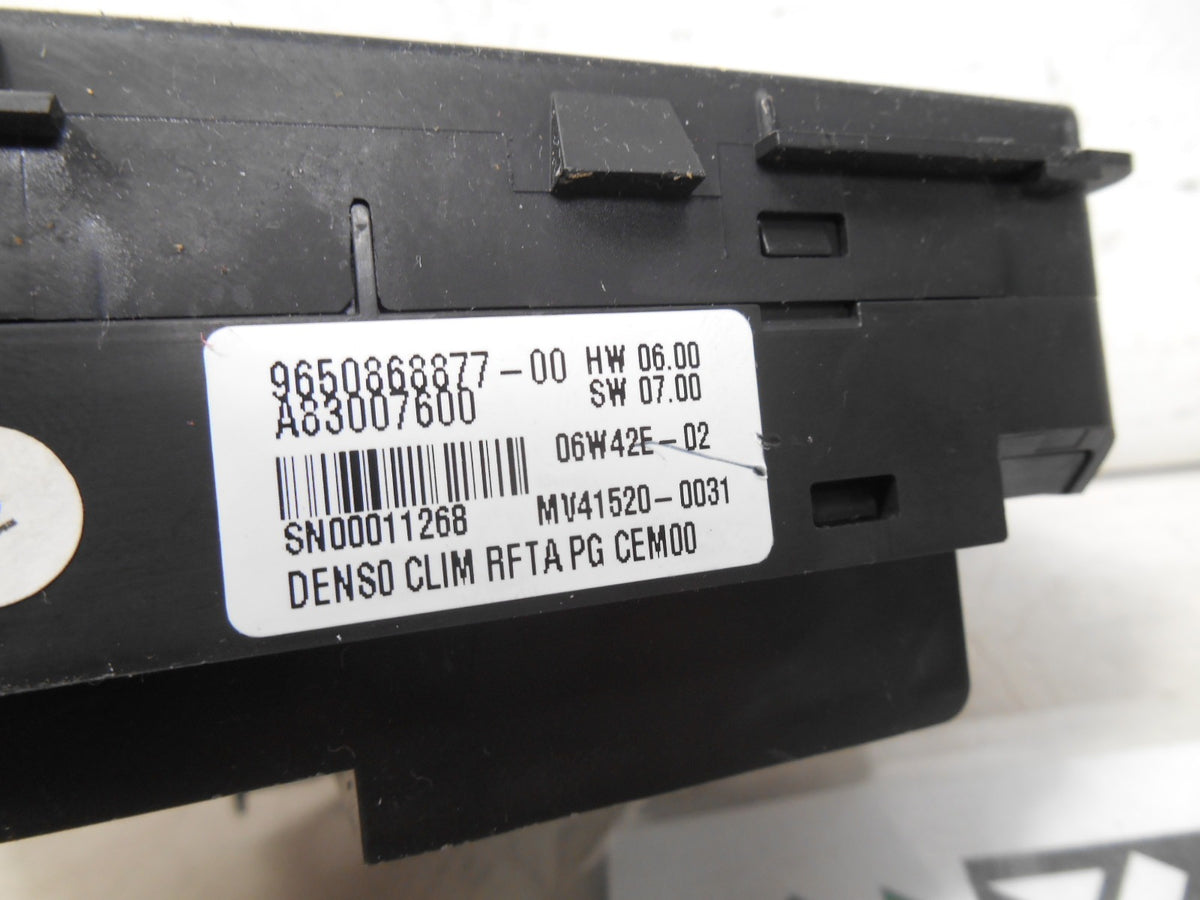 9650868877-00 HW 06.00
A83007600 SW 07.00
06W42E-02
SN00011268 MV41520-0031
DENSO CLIM RFTA PG CEM00